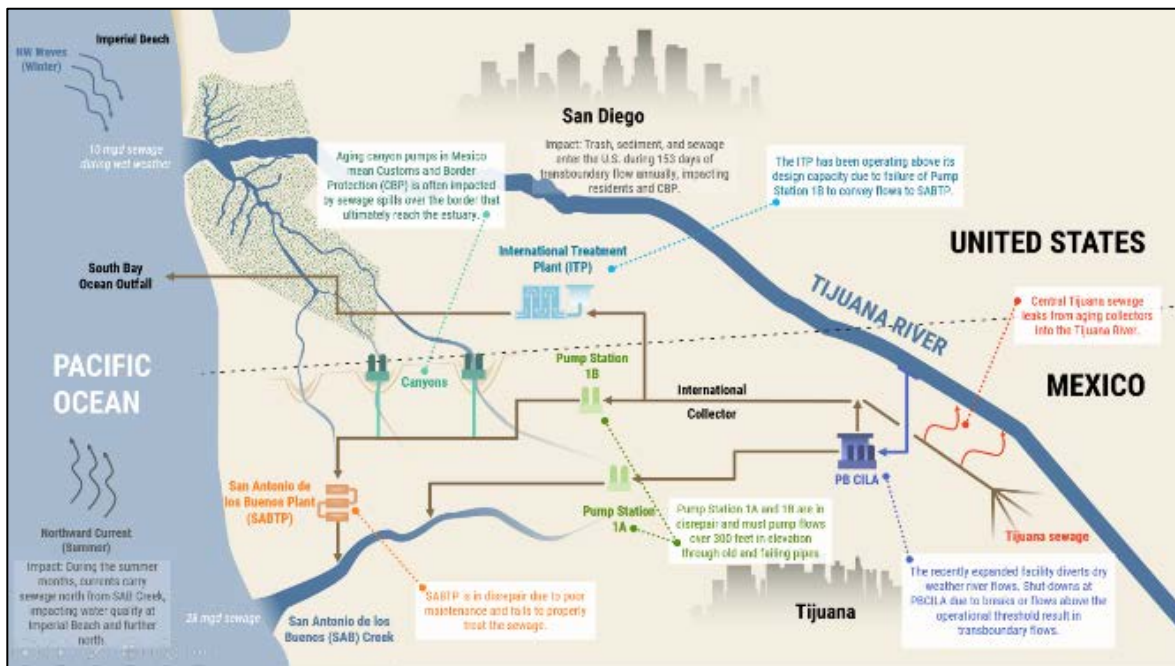 Imperial Beach
NW Waves
(Winter)
10 mgd sewage
during wet weather
San Diego
Impact: Trash, sediment, and sewage
enter the U.S. during 153 days of
transboundary flow annually, impacting
residents and CBP.
Aging canyon pumps in Mexico
mean Customs and Border
Protection (CBP) is often impacted
by sewage spills over the border that
ultimately reach the estuary.
The ITP has been operating above its
design capacity due to failure of Pump
Station 1B to convey flows to SABTP.
UNITED STATES
International Treatment
Plant (ITP)
South Bay
Ocean Outfall
TIJUANA RIVER
Central Tijuana sewage
leaks from aging collectors
into the Tijuana River.
MEXICO
PACIFIC
OCEAN
Canyons
Pump Station
1B
International
Collector
PB CILA
San Antonio de
los Buenos Plant
(SABTP)
Pump Station
1A
Pump Station 1A and 1B are in
disrepair and must pump flows
over 300 feet in elevation
through old and failing pipes.
Tijuana sewage
Northward Current
(Summer)
Impact: During the summer
months, currents carry
sewage north from SAB Creek,
impacting water quality at
Imperial Beach and further
north.
mgd sewage
San Antonio de los
Buenos (SAB) Creek
SABTP is in disrepair due to poor
maintenance and fails to properly
treat the sewage.
Tijuana
The recently expanded facility diverts dry
weather river flows. Shut-downs at
PBCILA due to breaks or flows above the
operational threshold result in
transboundary flows.